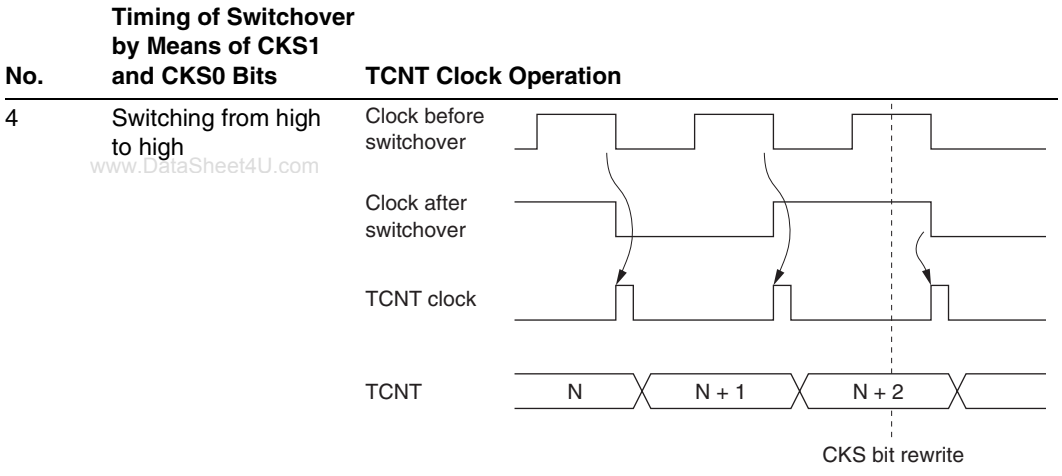 Timing of Switchover
by Means of CKS1
No. and CKS0 Bits TCNT Clock Operation
4 Switching from high
to high
www.DataSheet4U.com
Clock before
switchover
Clock after
switchover
TCNT clock
TCNT N N + 1 N + 2
CKS bit rewrite